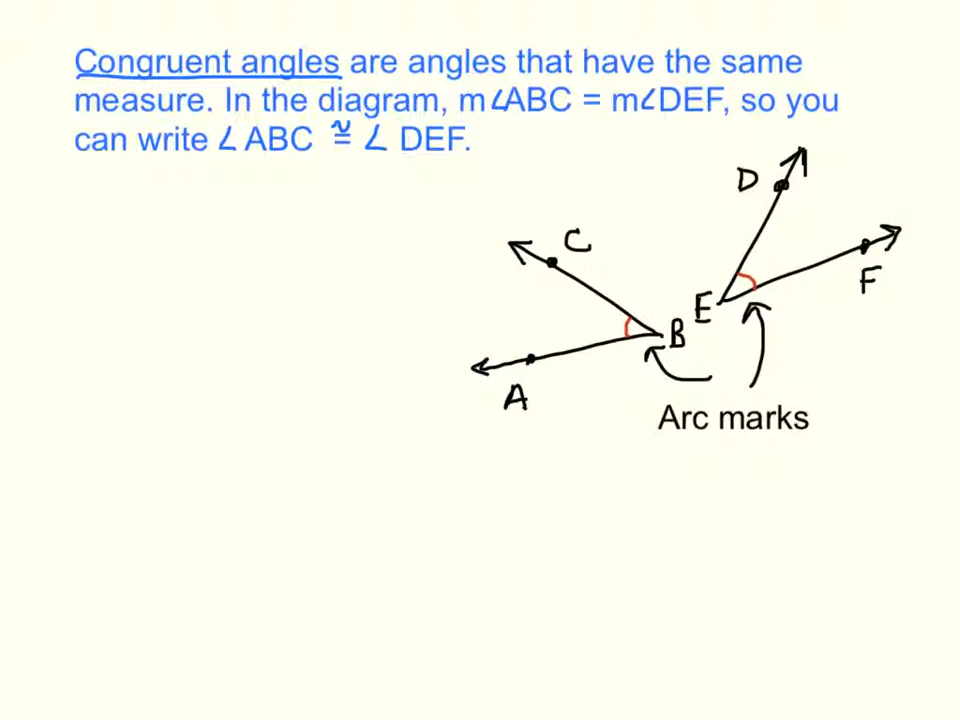 Congruent angles are angles that have the same
measure. In the diagram, m∠ABC = m∠DEF, so you
can write ∠ABC ≅ ∠ DEF.
D
C
F
E
B
A
Arc marks